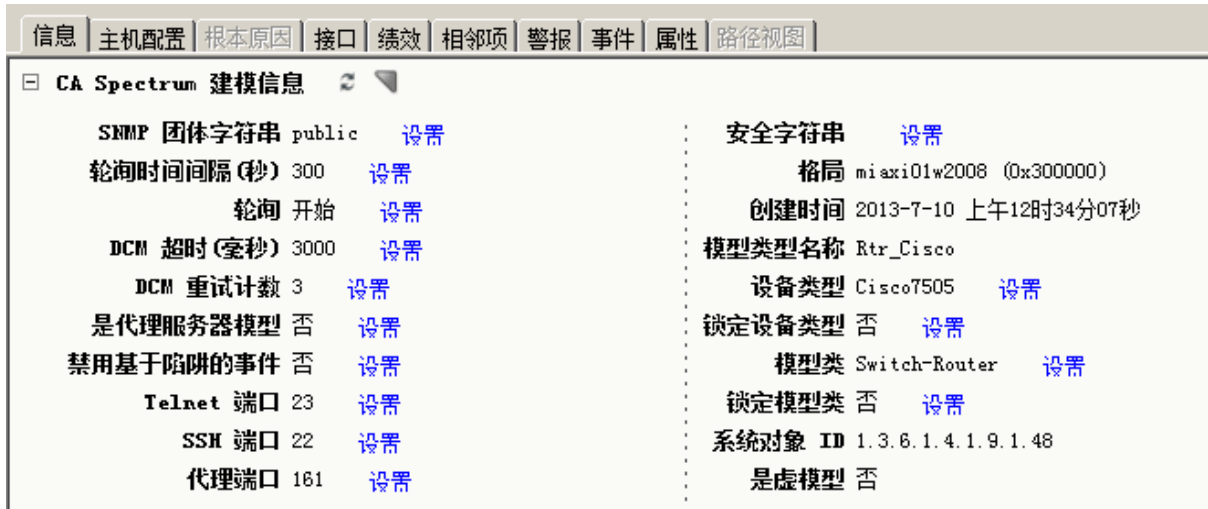 信息 主机配置 根本原因 接口 绩效 相邻项 警报 事件 属性 路径视图
CA Spectrum 建模信息
SNMP 团体字符串 public 设置
轮询时间间隔(秒) 300 设置
轮询 开始 设置
DCM 超时(毫秒) 3000 设置
DCM 重试计数 3 设置
是代理服务器模型 否 设置
禁用基于陷阱的事件 否 设置
Telnet 端口 23 设置
SSH 端口 22 设置
代理端口 161 设置
安全字符串 设置
格局 miaxi01w2008 (0x300000)
创建时间 2013-7-10 上午12时34分07秒
模型类型名称 Rtr_Cisco
设备类型 Cisco7505 设置
锁定设备类型 否 设置
模型类 Switch-Router 设置
锁定模型类 否 设置
系统对象 ID 1.3.6.1.4.1.9.1.48
是虚模型 否